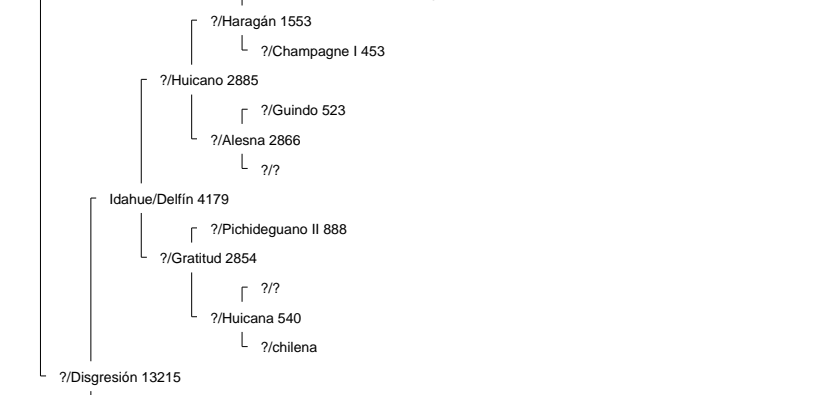 ?/Haragán 1553
?/Champagne I 453
?/Huicano 2885
?/Guindo 523
?/Alesna 2866
?/?
Idahue/Delfín 4179
?/Pichideguano II 888
?/Gratitud 2854
?/?
?/Huicana 540
?/chilena
?/Disgresión 13215